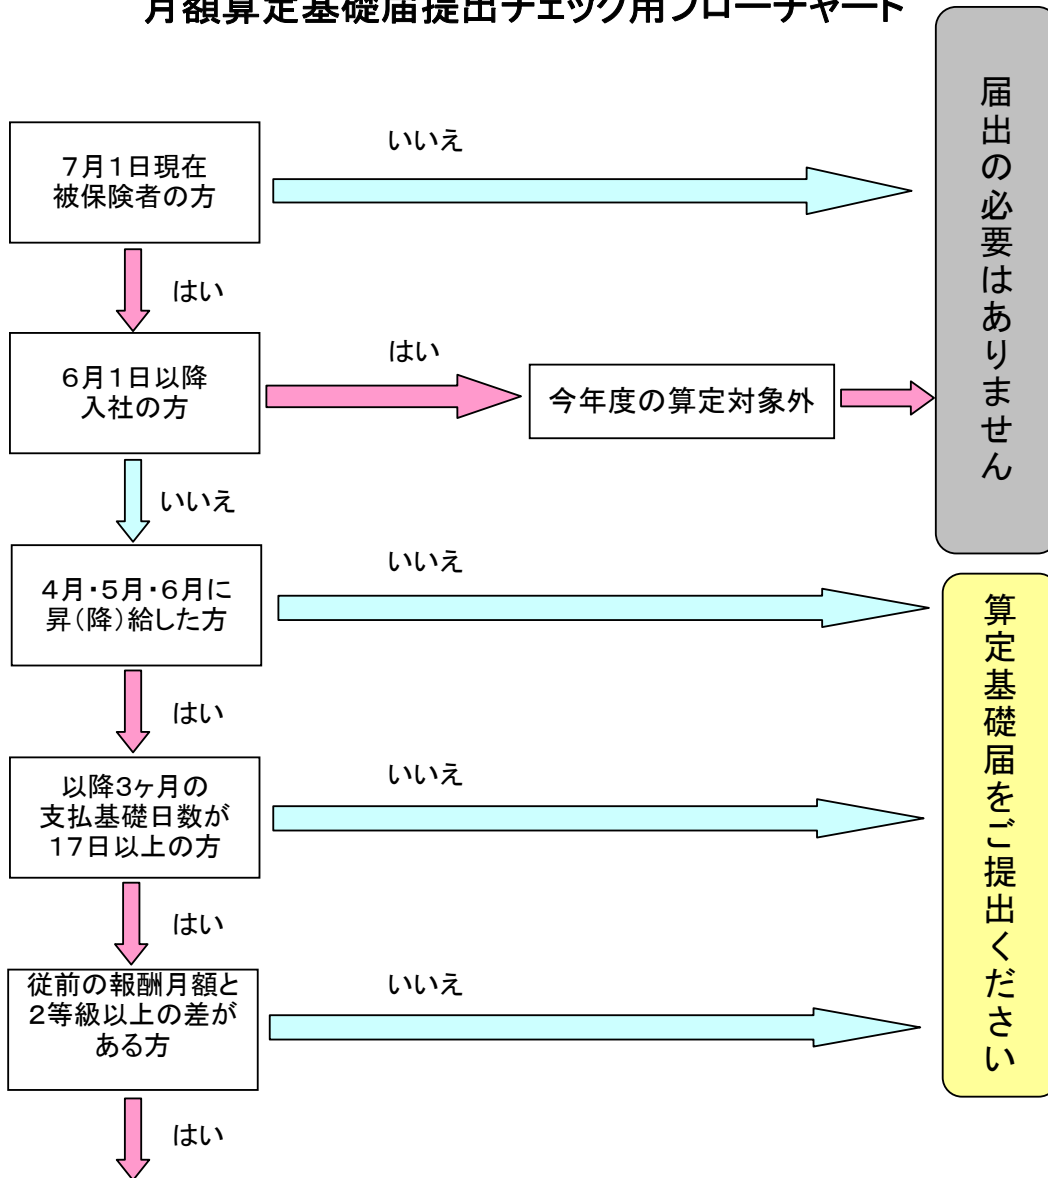 月額算定基礎届提出チェック用フローチャート
7月1日現在
被保険者の方
いいえ
届出の必要はありません
はい
6月1日以降
入社の方
はい
今年度の算定対象外
いいえ
4月・5月・6月に
昇(降)給した方
いいえ
算定基礎届をご提出ください
はい
以降3ヶ月の
支払基礎日数が
17日以上の方
いいえ
はい
従前の報酬月額と
2等級以上の差が
ある方
いいえ
はい